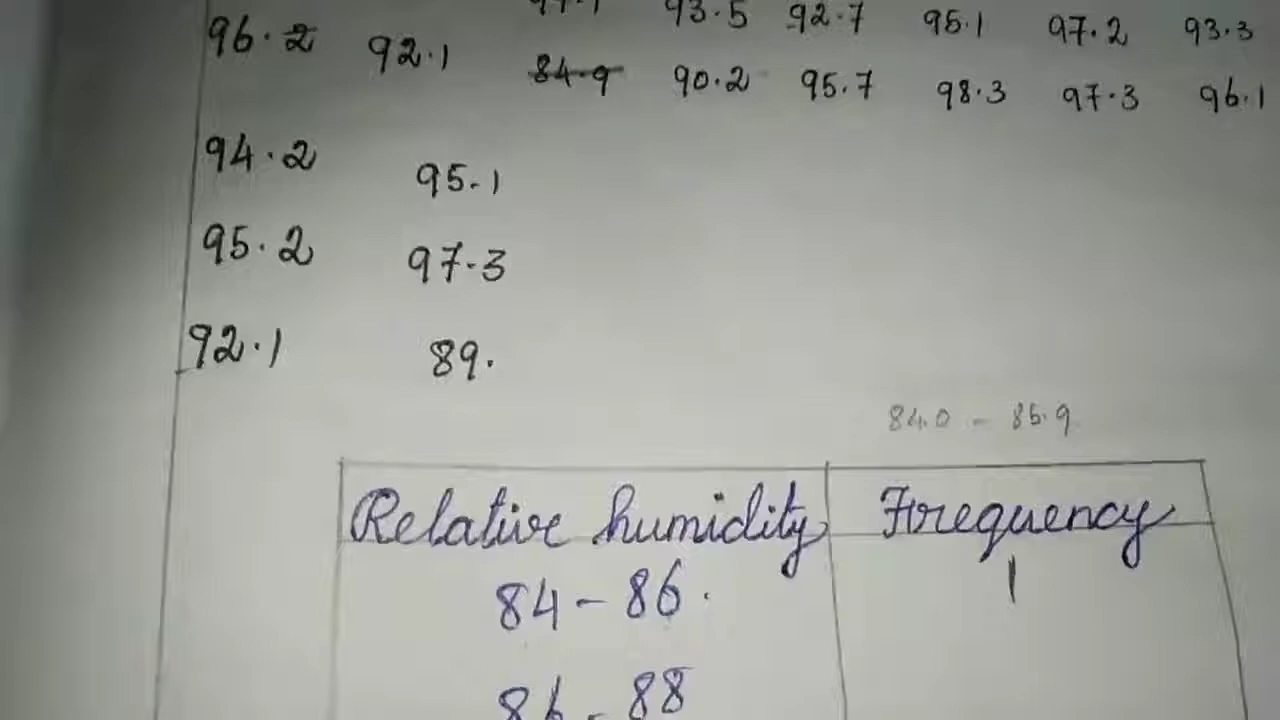 96.2 92.1 97.1 93.5 92.7 95.1 97.2 93.3
84.9 90.2 95.7 98.3 97.3 96.1
94.2 95.1
95.2 97.3
92.1 89.
84.0 - 85.9
Relative humidity Frequency
84-86. 1
86-88